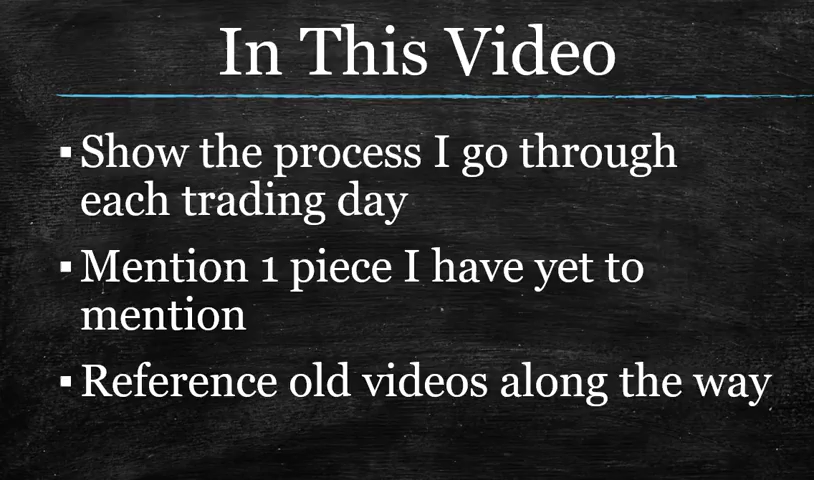 In This Video
▪Show the process I go through
each trading day
▪Mention 1 piece I have yet to
mention
▪Reference old videos along the way